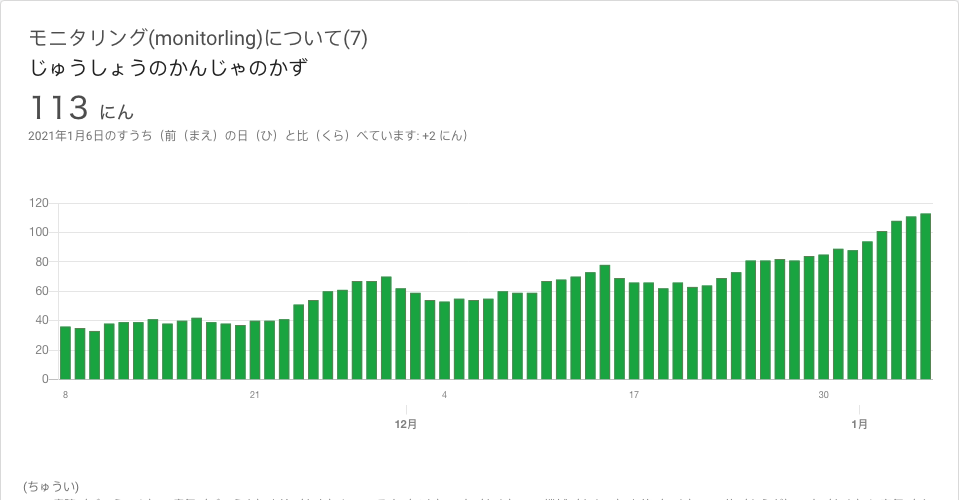 モニタリング(monitorling)について(7)
じゅうしょうのかんじゃのかず
113 にん
2021年1月6日のすうち（前（まえ）の日（ひ）と比（くら）べています: +2 にん）
120
100
80
60
40
20
0
8 21 4 17 30
12月 1月
(ちゅうい)